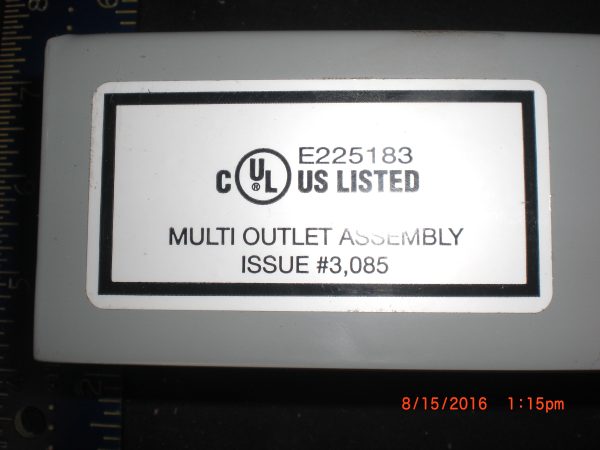 E225183
C UL® US LISTED
MULTI OUTLET ASSEMBLY
ISSUE #3,085
8/15/2016 1:15pm